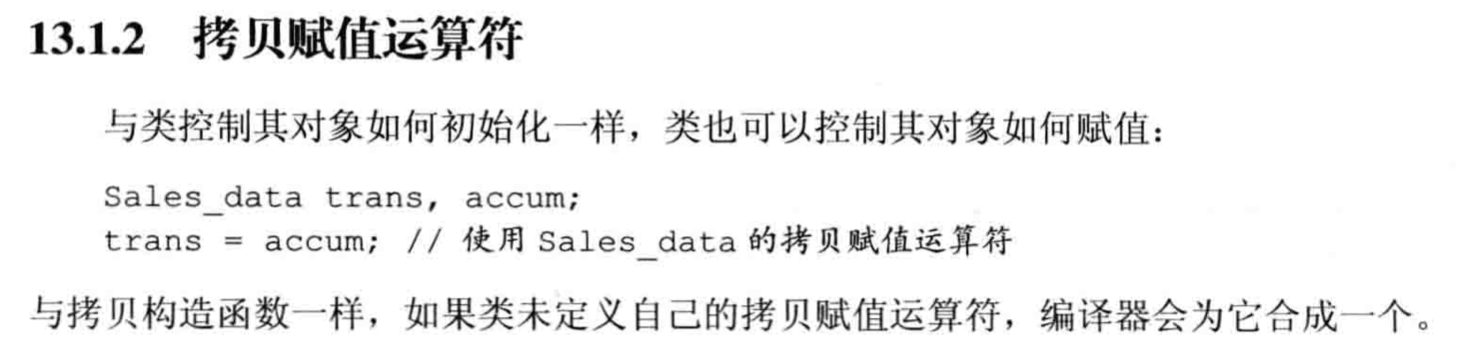 13.1.2 拷贝赋值运算符
与类控制其对象如何初始化一样，类也可以控制其对象如何赋值：
Sales_data trans, accum;
trans = accum; // 使用 Sales_data 的拷贝赋值运算符
与拷贝构造函数一样，如果类未定义自己的拷贝赋值运算符，编译器会为它合成一个。